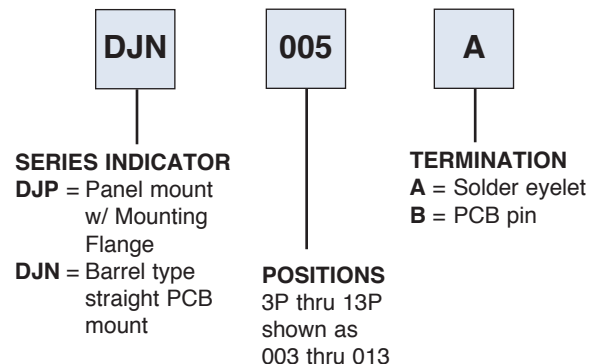 DJN
005
A
SERIES INDICATOR
DJP = Panel mount
w/ Mounting
Flange
DJN = Barrel type
straight PCB
mount
POSITIONS
3P thru 13P
shown as
003 thru 013
TERMINATION
A = Solder eyelet
B = PCB pin